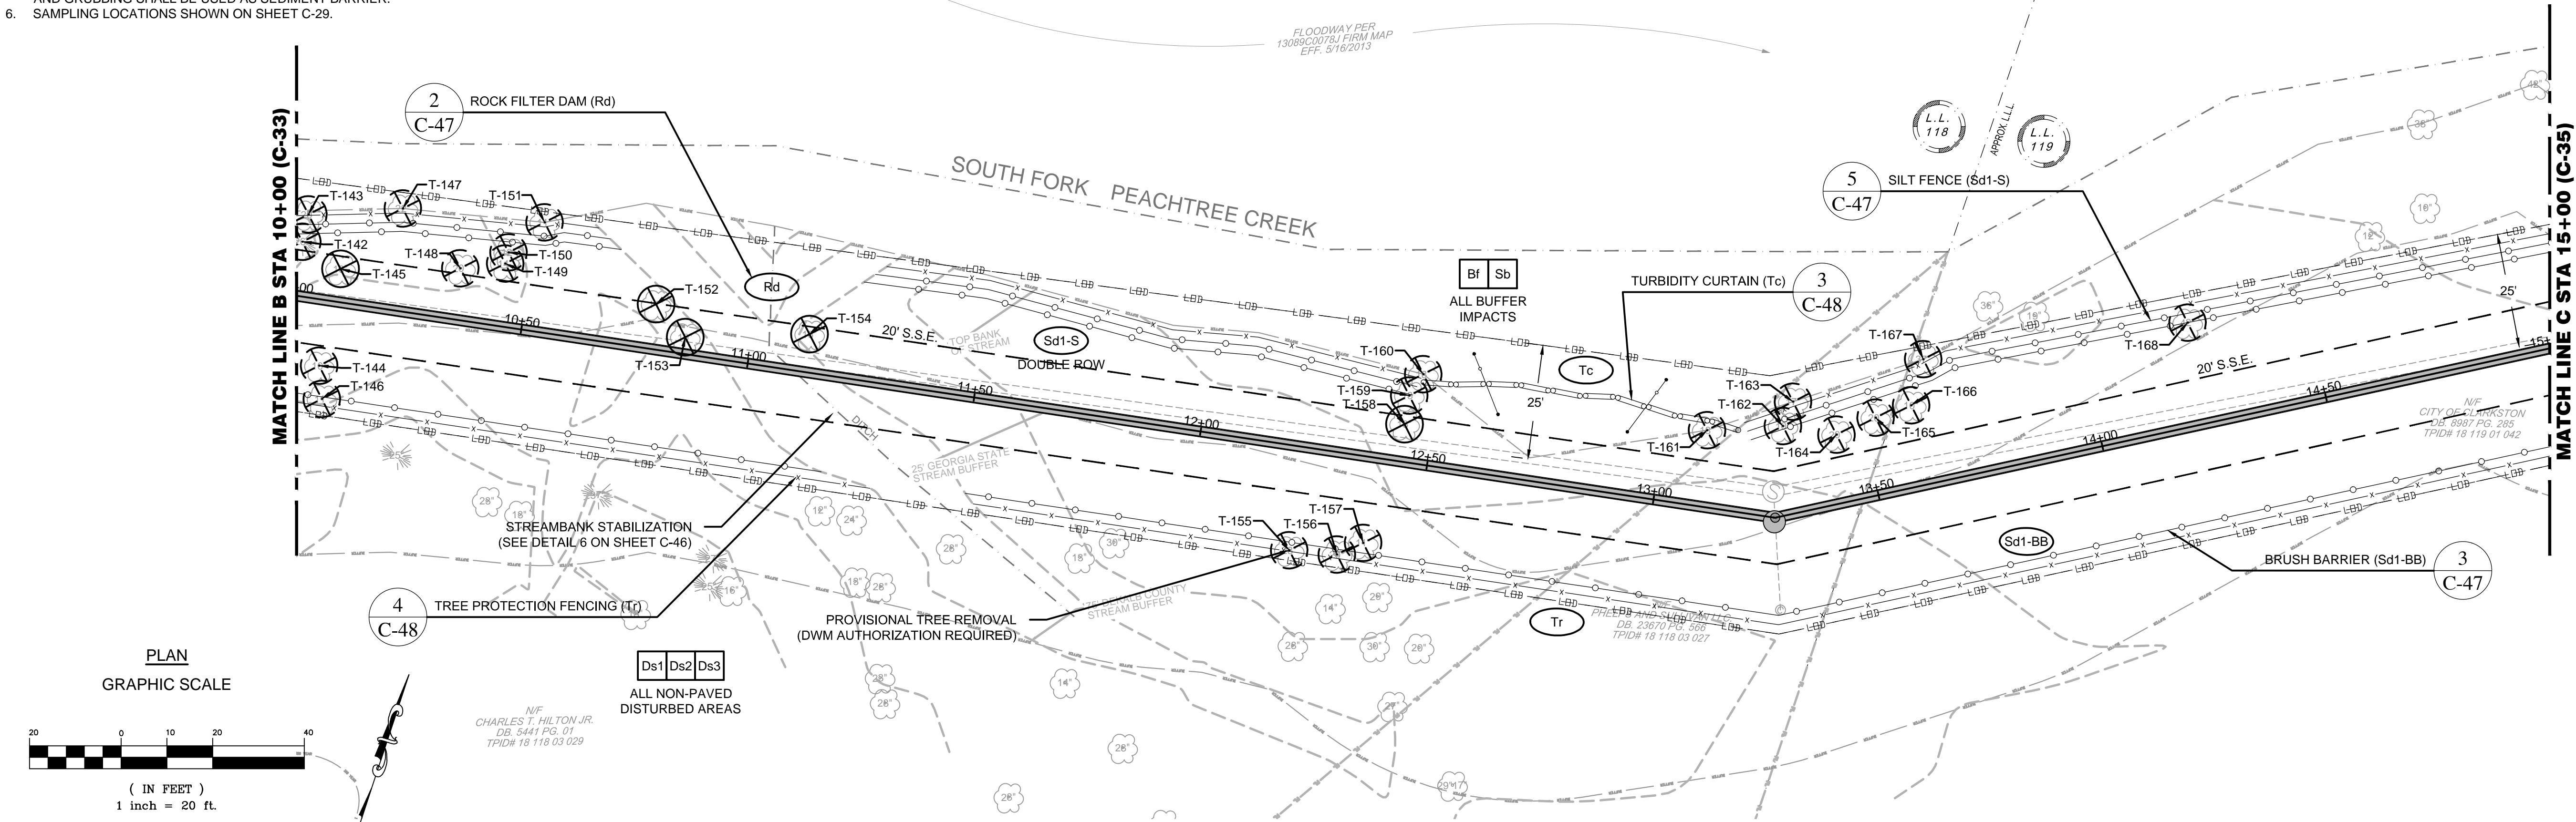 AND GRUBBING SHALL BE USED AS SEDIMENT BARRIER.
6. SAMPLING LOCATIONS SHOWN ON SHEET C-29.
FLOODWAY PER
13089C0078J FIRM MAP
EFF. 5/16/2013
MATCH LINE B STA 10+00 (C-33)
2
C-47
ROCK FILTER DAM (Rd)
SOUTH FORK PEACHTREE CREEK
L.L.
118
APPROX. L.L.L.
L.L.
119
5
C-47
SILT FENCE (Sd1-S)
MATCH LINE C STA 15+00 (C-35)
T-143
T-147
T-151
T-142
T-145
T-148
T-150
T-149
T-152
T-153
T-154
T-144
T-146
Rd
20' S.S.E.
TOP BANK
OF STREAM
Sd1-S
DOUBLE ROW
Bf Sb
ALL BUFFER
IMPACTS
TURBIDITY CURTAIN (Tc)
3
C-48
Tc
25'
T-160
T-159
T-158
T-161
T-162
T-163
T-164
T-165
T-166
T-167
T-168
25'
20' S.S.E.
10+50
11+00
11+50
12+00
12+50
13+00
13+50
14+00
14+50
S
N/F
CITY OF CLARKSTON
DB. 8987 PG. 285
TPID# 18 119 01 042
DITCH
25' GEORGIA STATE
STREAM BUFFER
STREAMBANK STABILIZATION
(SEE DETAIL 6 ON SHEET C-46)
T-155
T-156
T-157
Sd1-BB
BRUSH BARRIER (Sd1-BB)
3
C-47
4
C-48
TREE PROTECTION FENCING (Tr)
PROVISIONAL TREE REMOVAL
(DWM AUTHORIZATION REQUIRED)
75' DEKALB COUNTY
STREAM BUFFER
Tr
PHELPS AND SULLIVAN LLC
DB. 23670 PG. 566
TPID# 18 118 03 027
Ds1 Ds2 Ds3
ALL NON-PAVED
DISTURBED AREAS
N/F
CHARLES T. HILTON JR.
DB. 5441 PG. 01
TPID# 18 118 03 029
PLAN
GRAPHIC SCALE
20 0 10 20 40
( IN FEET )
1 inch = 20 ft.